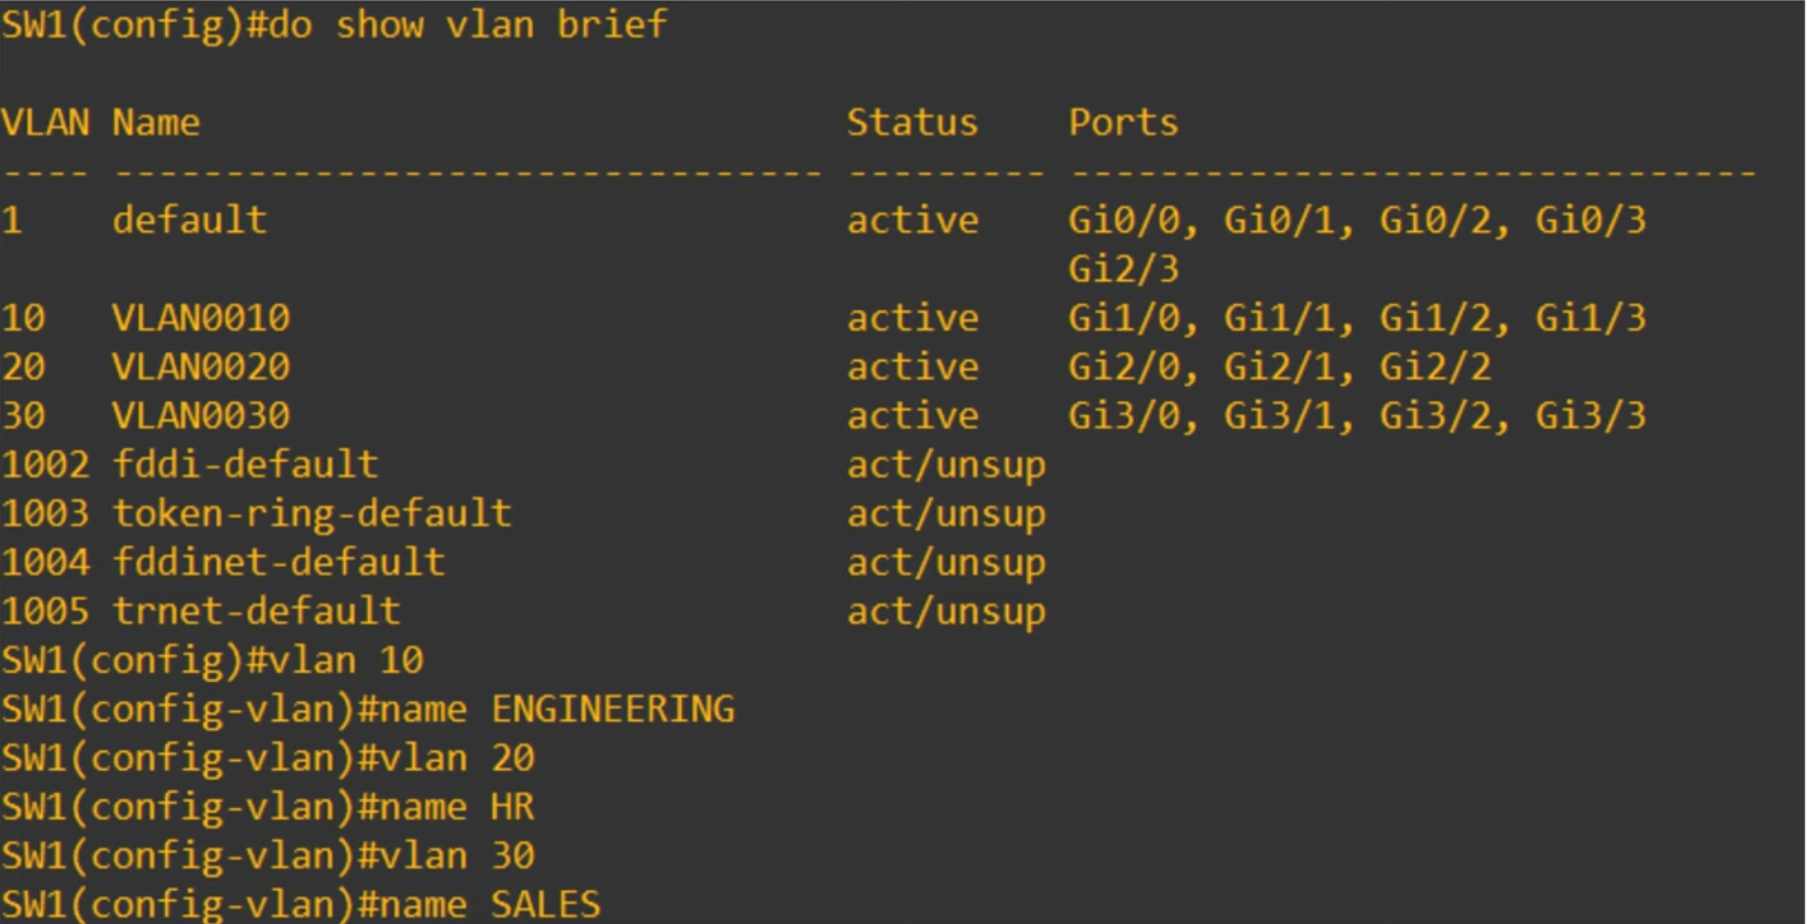 SW1(config)#do show vlan brief
VLAN Name                             Status    Ports
---- -------------------------------- --------- -------------------------------
1    default                          active    Gi0/0, Gi0/1, Gi0/2, Gi0/3
                                                Gi2/3
10   VLAN0010                         active    Gi1/0, Gi1/1, Gi1/2, Gi1/3
20   VLAN0020                         active    Gi2/0, Gi2/1, Gi2/2
30   VLAN0030                         active    Gi3/0, Gi3/1, Gi3/2, Gi3/3
1002 fddi-default                     act/unsup
1003 token-ring-default               act/unsup
1004 fddinet-default                  act/unsup
1005 trnet-default                    act/unsup
SW1(config)#vlan 10
SW1(config-vlan)#name ENGINEERING
SW1(config-vlan)#vlan 20
SW1(config-vlan)#name HR
SW1(config-vlan)#vlan 30
SW1(config-vlan)#name SALES